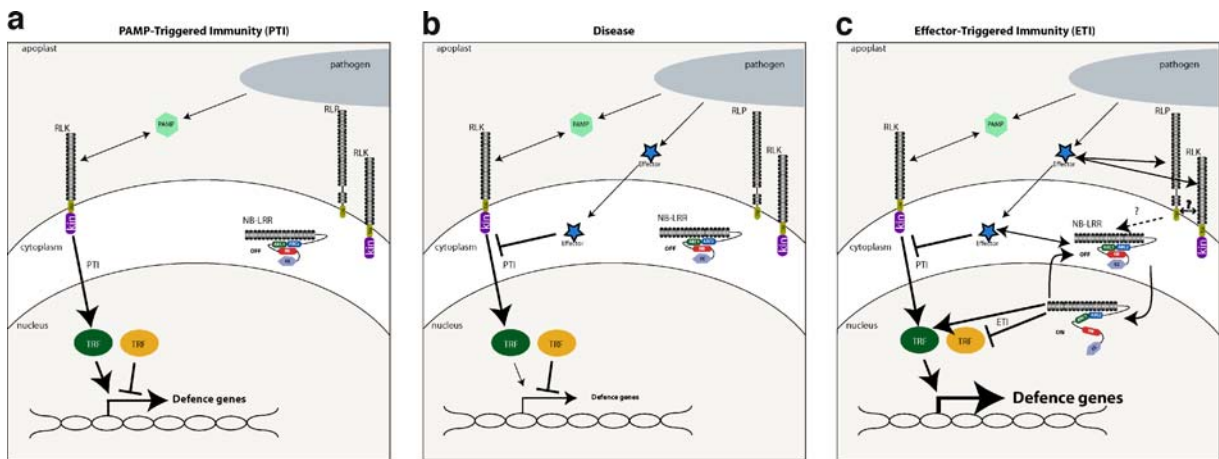 a
PAMP-Triggered Immunity (PTI)
apoplast
pathogen
PAMP
RLK
RLP
RLK
kin
kin
NB-LRR
OFF
cytoplasm
PTI
nucleus
TRF
TRF
Defence genes
b
Disease
apoplast
pathogen
PAMP
RLK
RLP
RLK
Effector
kin
kin
NB-LRR
OFF
Effector
cytoplasm
PTI
nucleus
TRF
TRF
Defence genes
c
Effector-Triggered Immunity (ETI)
apoplast
pathogen
PAMP
RLK
RLP
RLK
Effector
kin
kin
?
?
NB-LRR
OFF
Effector
cytoplasm
PTI
nucleus
ETI
ON
TRF
TRF
Defence genes